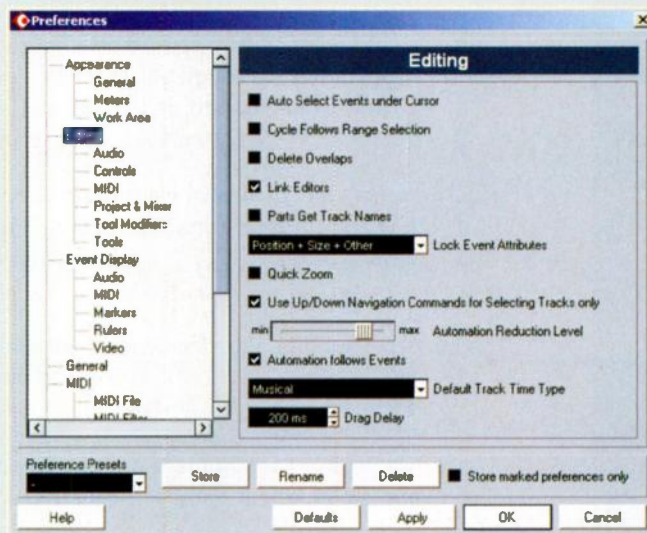 Preferences
Appearance
General
Meters
Work Area
Audio
Controls
MIDI
Project & Mixer
Tool Modifiers
Tools
Event Display
Audio
MIDI
Markers
Rulers
Video
General
MIDI
MIDI File
MIDI Filter
Editing
Auto Select Events under Cursor
Cycle Follows Range Selection
Delete Overlaps
Link Editors
Parts Get Track Names
Position + Size + Other Lock Event Attributes
Quick Zoom
Use Up/Down Navigation Commands for Selecting Tracks only
min max Automation Reduction Level
Automation follows Events
Musical Default Track Time Type
200 ms Drag Delay
Preference Presets
-
Store Rename Delete Store marked preferences only
Help Defaults Apply OK Cancel